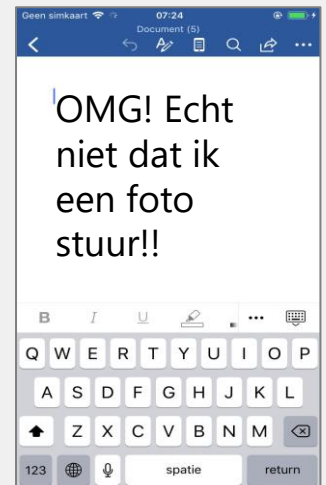 Geen simkaart 07:24
Document (5)
OMG! Echt
niet dat ik
een foto
stuur!!
B I U
Q W E R T Y U I O P
A S D F G H J K L
Z X C V B N M
123 spatie return